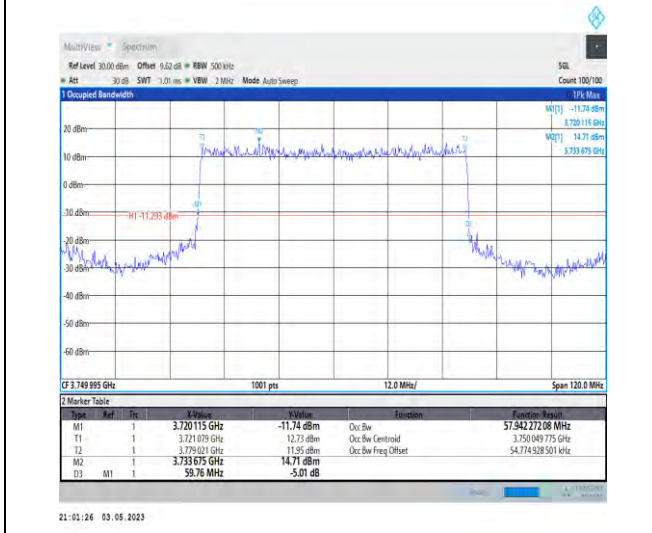 MultiView Spectrum
Ref Level 30.00 dBm Offset 9.62 dB RBW 500 kHz SGL
Att 30 dB SWT 1.01 ms VBW 2 MHz Mode Auto Sweep Count 100/100
1 Occupied Bandwidth 1Pk Max
M1[1] -11.74 dBm
3.720 115 GHz
M2[1] 14.71 dBm
3.733 675 GHz
20 dBm
10 dBm
0 dBm
-10 dBm
H1 -11.293 dBm
-20 dBm
-30 dBm
-40 dBm
-50 dBm
-60 dBm
CF 3.749 995 GHz 1001 pts 12.0 MHz/ Span 120.0 MHz
2 Marker Table
Type Ref Trc X-Value Y-Value Function Function Result
M1 1 3.720 115 GHz -11.74 dBm Occ Bw 57.942 272 08 MHz
T1 1 3.721 079 GHz 12.73 dBm Occ Bw Centroid 3.750 049 775 GHz
T2 1 3.779 021 GHz 11.95 dBm Occ Bw Freq Offset 54.774 928 501 kHz
M2 1 3.733 675 GHz 14.71 dBm
D3 M1 1 59.76 MHz -5.01 dB
21:01:26 03.05.2023